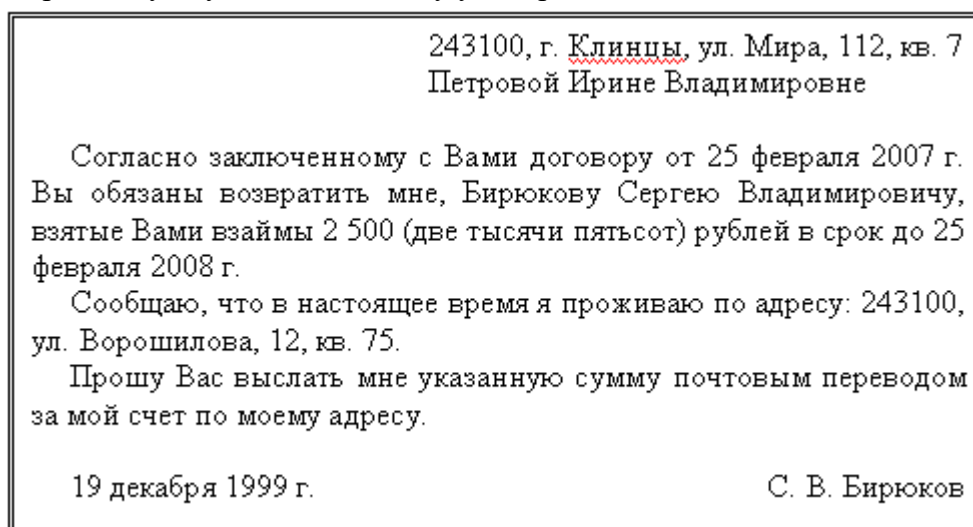 243100, г. Клинцы, ул. Мира, 112, кв. 7
Петровой Ирине Владимировне
Согласно заключенному с Вами договору от 25 февраля 2007 г.
Вы обязаны возвратить мне, Бирюкову Сергею Владимировичу,
взятые Вами взаймы 2 500 (две тысячи пятьсот) рублей в срок до 25
февраля 2008 г.
Сообщаю, что в настоящее время я проживаю по адресу: 243100,
ул. Ворошилова, 12, кв. 75.
Прошу Вас выслать мне указанную сумму почтовым переводом
за мой счет по моему адресу.
19 декабря 1999 г. С. В. Бирюков